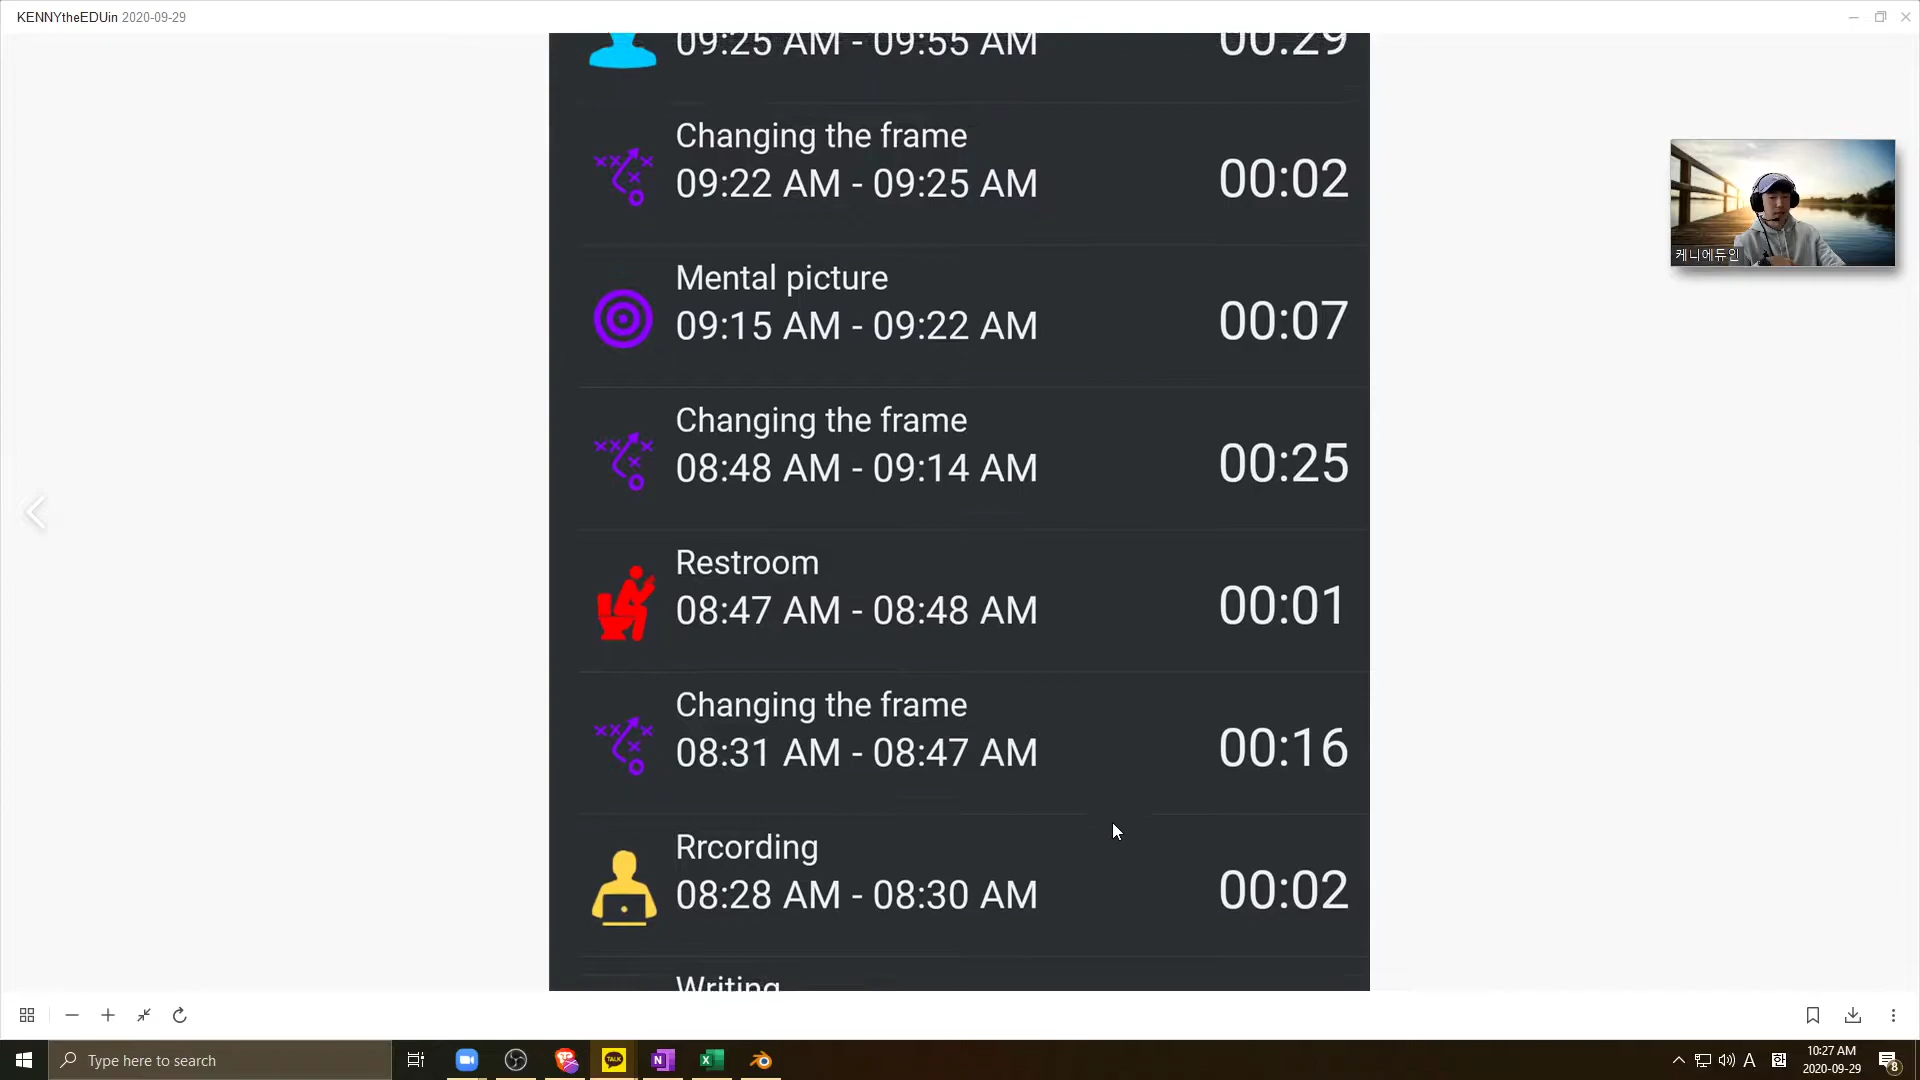 KENNYtheEDUin 2020-09-29
09:25 AM - 09:55 AM 00:29
Changing the frame
09:22 AM - 09:25 AM 00:02
Mental picture
09:15 AM - 09:22 AM 00:07
Changing the frame
08:48 AM - 09:14 AM 00:25
Restroom
08:47 AM - 08:48 AM 00:01
Changing the frame
08:31 AM - 08:47 AM 00:16
Rrcording
08:28 AM - 08:30 AM 00:02
Writing
케니에듀인
Type here to search
TALK
N
X
A
10:27 AM
2020-09-29
8